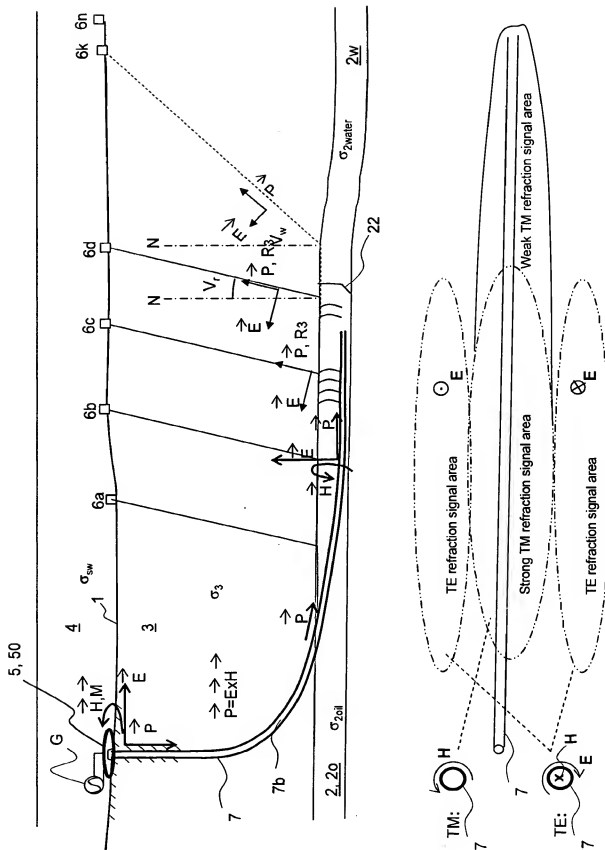 5, 50
G
H,M
E
P
4
σsw
1
3
σ3
P=ExH
7
7b
2, 2o
σ2oil
6a
6b
6c
6d
6k
6n
P
H
E
P
E
P, R3
E
P, R3
Vr
N
N
Vw
E
P
σ2water
2w
22
TM:
H
7
TE:
H
E
7
7
TE refraction signal area
E
Strong TM refraction signal area
Weak TM refraction signal area
TE refraction signal area
E